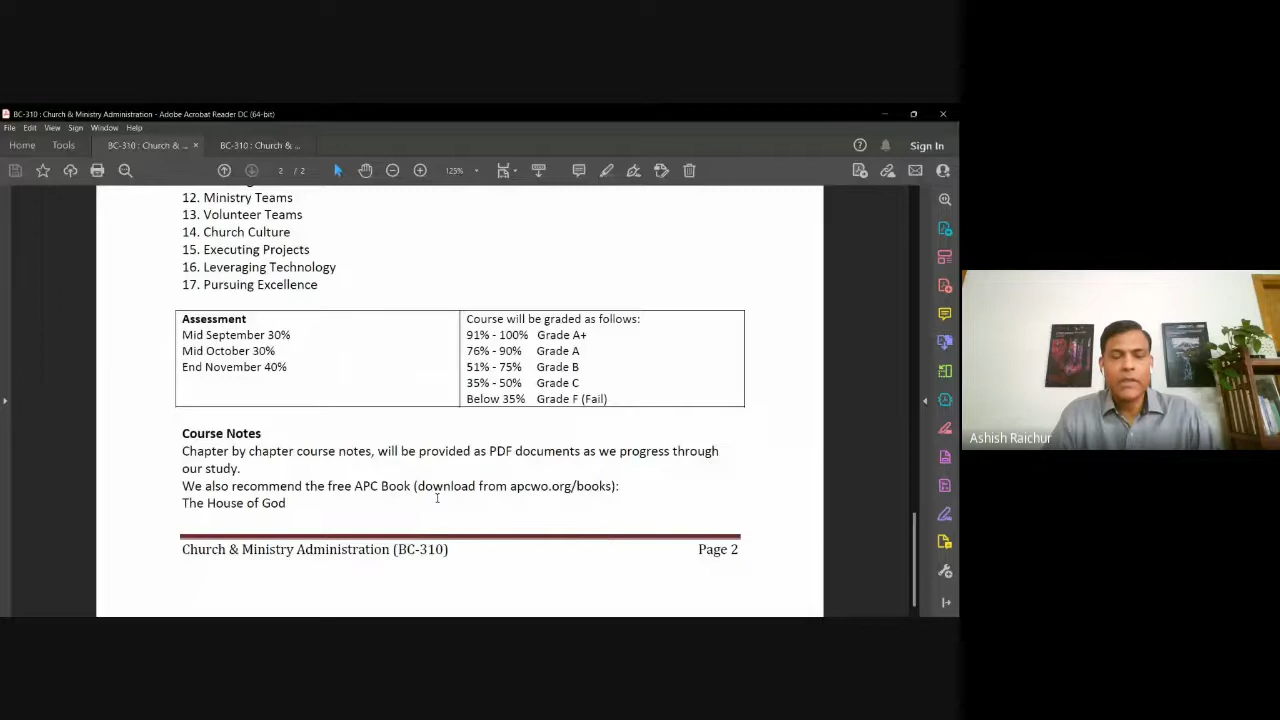 BC-310 : Church & Ministry Administration - Adobe Acrobat Reader DC (64-bit)
File Edit View Sign Window Help
Home Tools BC-310 : Church & ... × BC-310 : Church & ... Sign In
2 / 2 125%
12. Ministry Teams
13. Volunteer Teams
14. Church Culture
15. Executing Projects
16. Leveraging Technology
17. Pursuing Excellence
Assessment
Mid September 30%
Mid October 30%
End November 40%
Course will be graded as follows:
91% - 100% Grade A+
76% - 90% Grade A
51% - 75% Grade B
35% - 50% Grade C
Below 35% Grade F (Fail)
Course Notes
Chapter by chapter course notes, will be provided as PDF documents as we progress through
our study.
We also recommend the free APC Book (download from apcwo.org/books):
The House of God
Church & Ministry Administration (BC-310) Page 2
Ashish Raichur